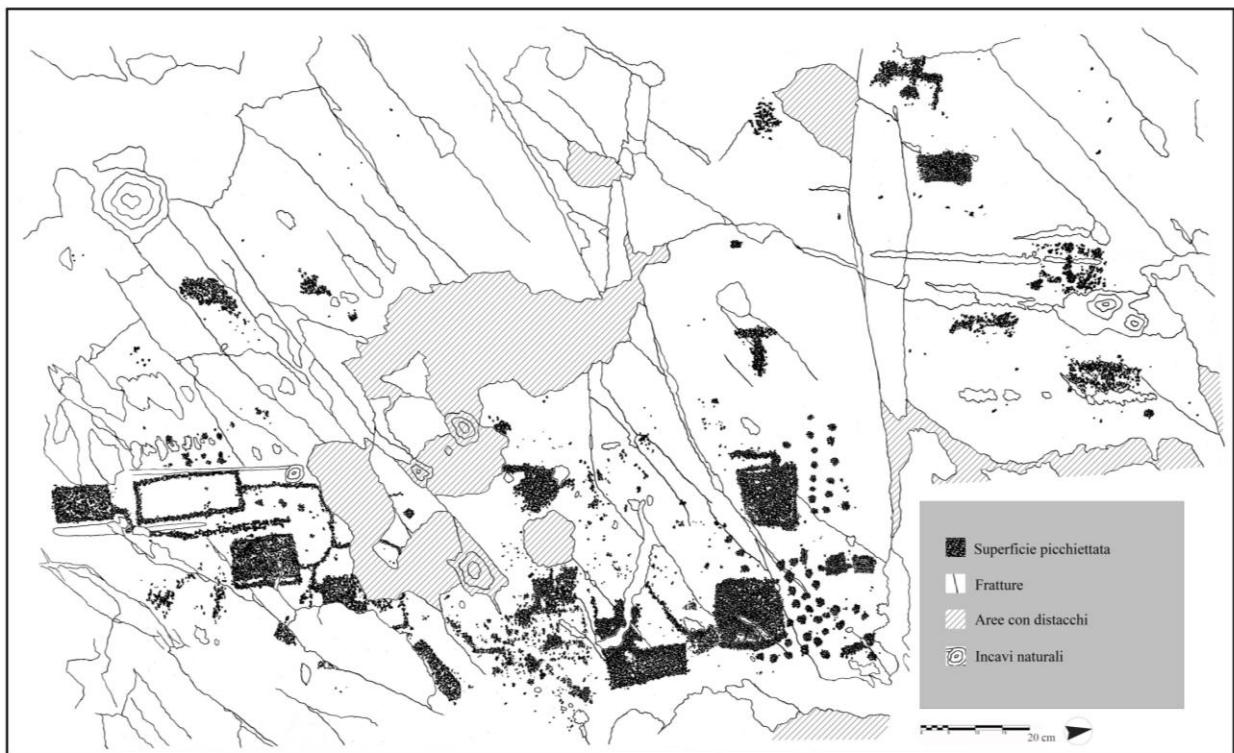 Superficie picchiettata
Fratture
Aree con distacchi
Incavi naturali
20 cm